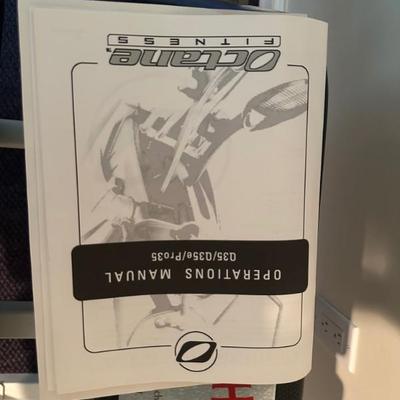 Octane
FITNESS
OPERATIONS MANUAL
Q35/Q35e/Pro35
H